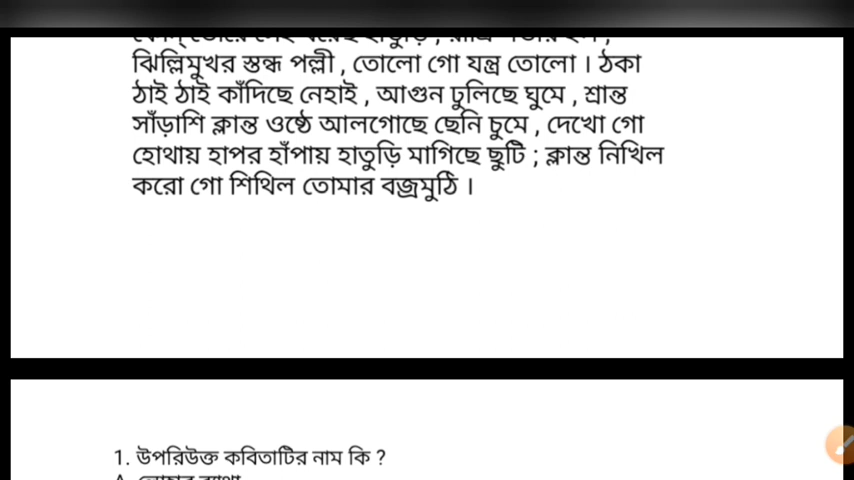 ঝিল্লিমুখর স্তব্ধ পল্লী , তোলো গো যন্ত্র তোলো । ঠকা
ঠাই ঠাই কাঁদিছে নেহাই , আগুন ঢুলিছে ঘুমে , শ্রান্ত
সাঁড়াশি ক্লান্ত ওষ্ঠে আলগোছে ছেনি চুমে , দেখো গো
হোথায় হাপর হাঁপায় হাতুড়ি মাগিছে ছুটি ; ক্লান্ত নিখিল
করো গো শিথিল তোমার বজ্রমুঠি ।
1. উপরিউক্ত কবিতাটির নাম কি ?